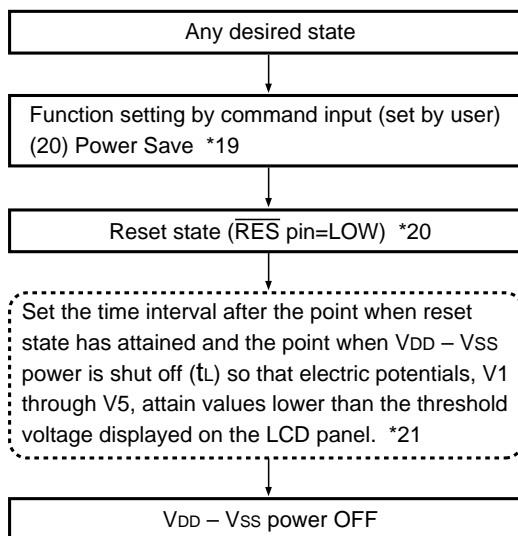 Any desired state
Function setting by command input (set by user)
(20) Power Save *19
Reset state (R̅E̅S̅ pin=LOW) *20
Set the time interval after the point when reset
state has attained and the point when VDD – VSS
power is shut off (tL) so that electric potentials, V1
through V5, attain values lower than the threshold
voltage displayed on the LCD panel. *21
VDD – VSS power OFF